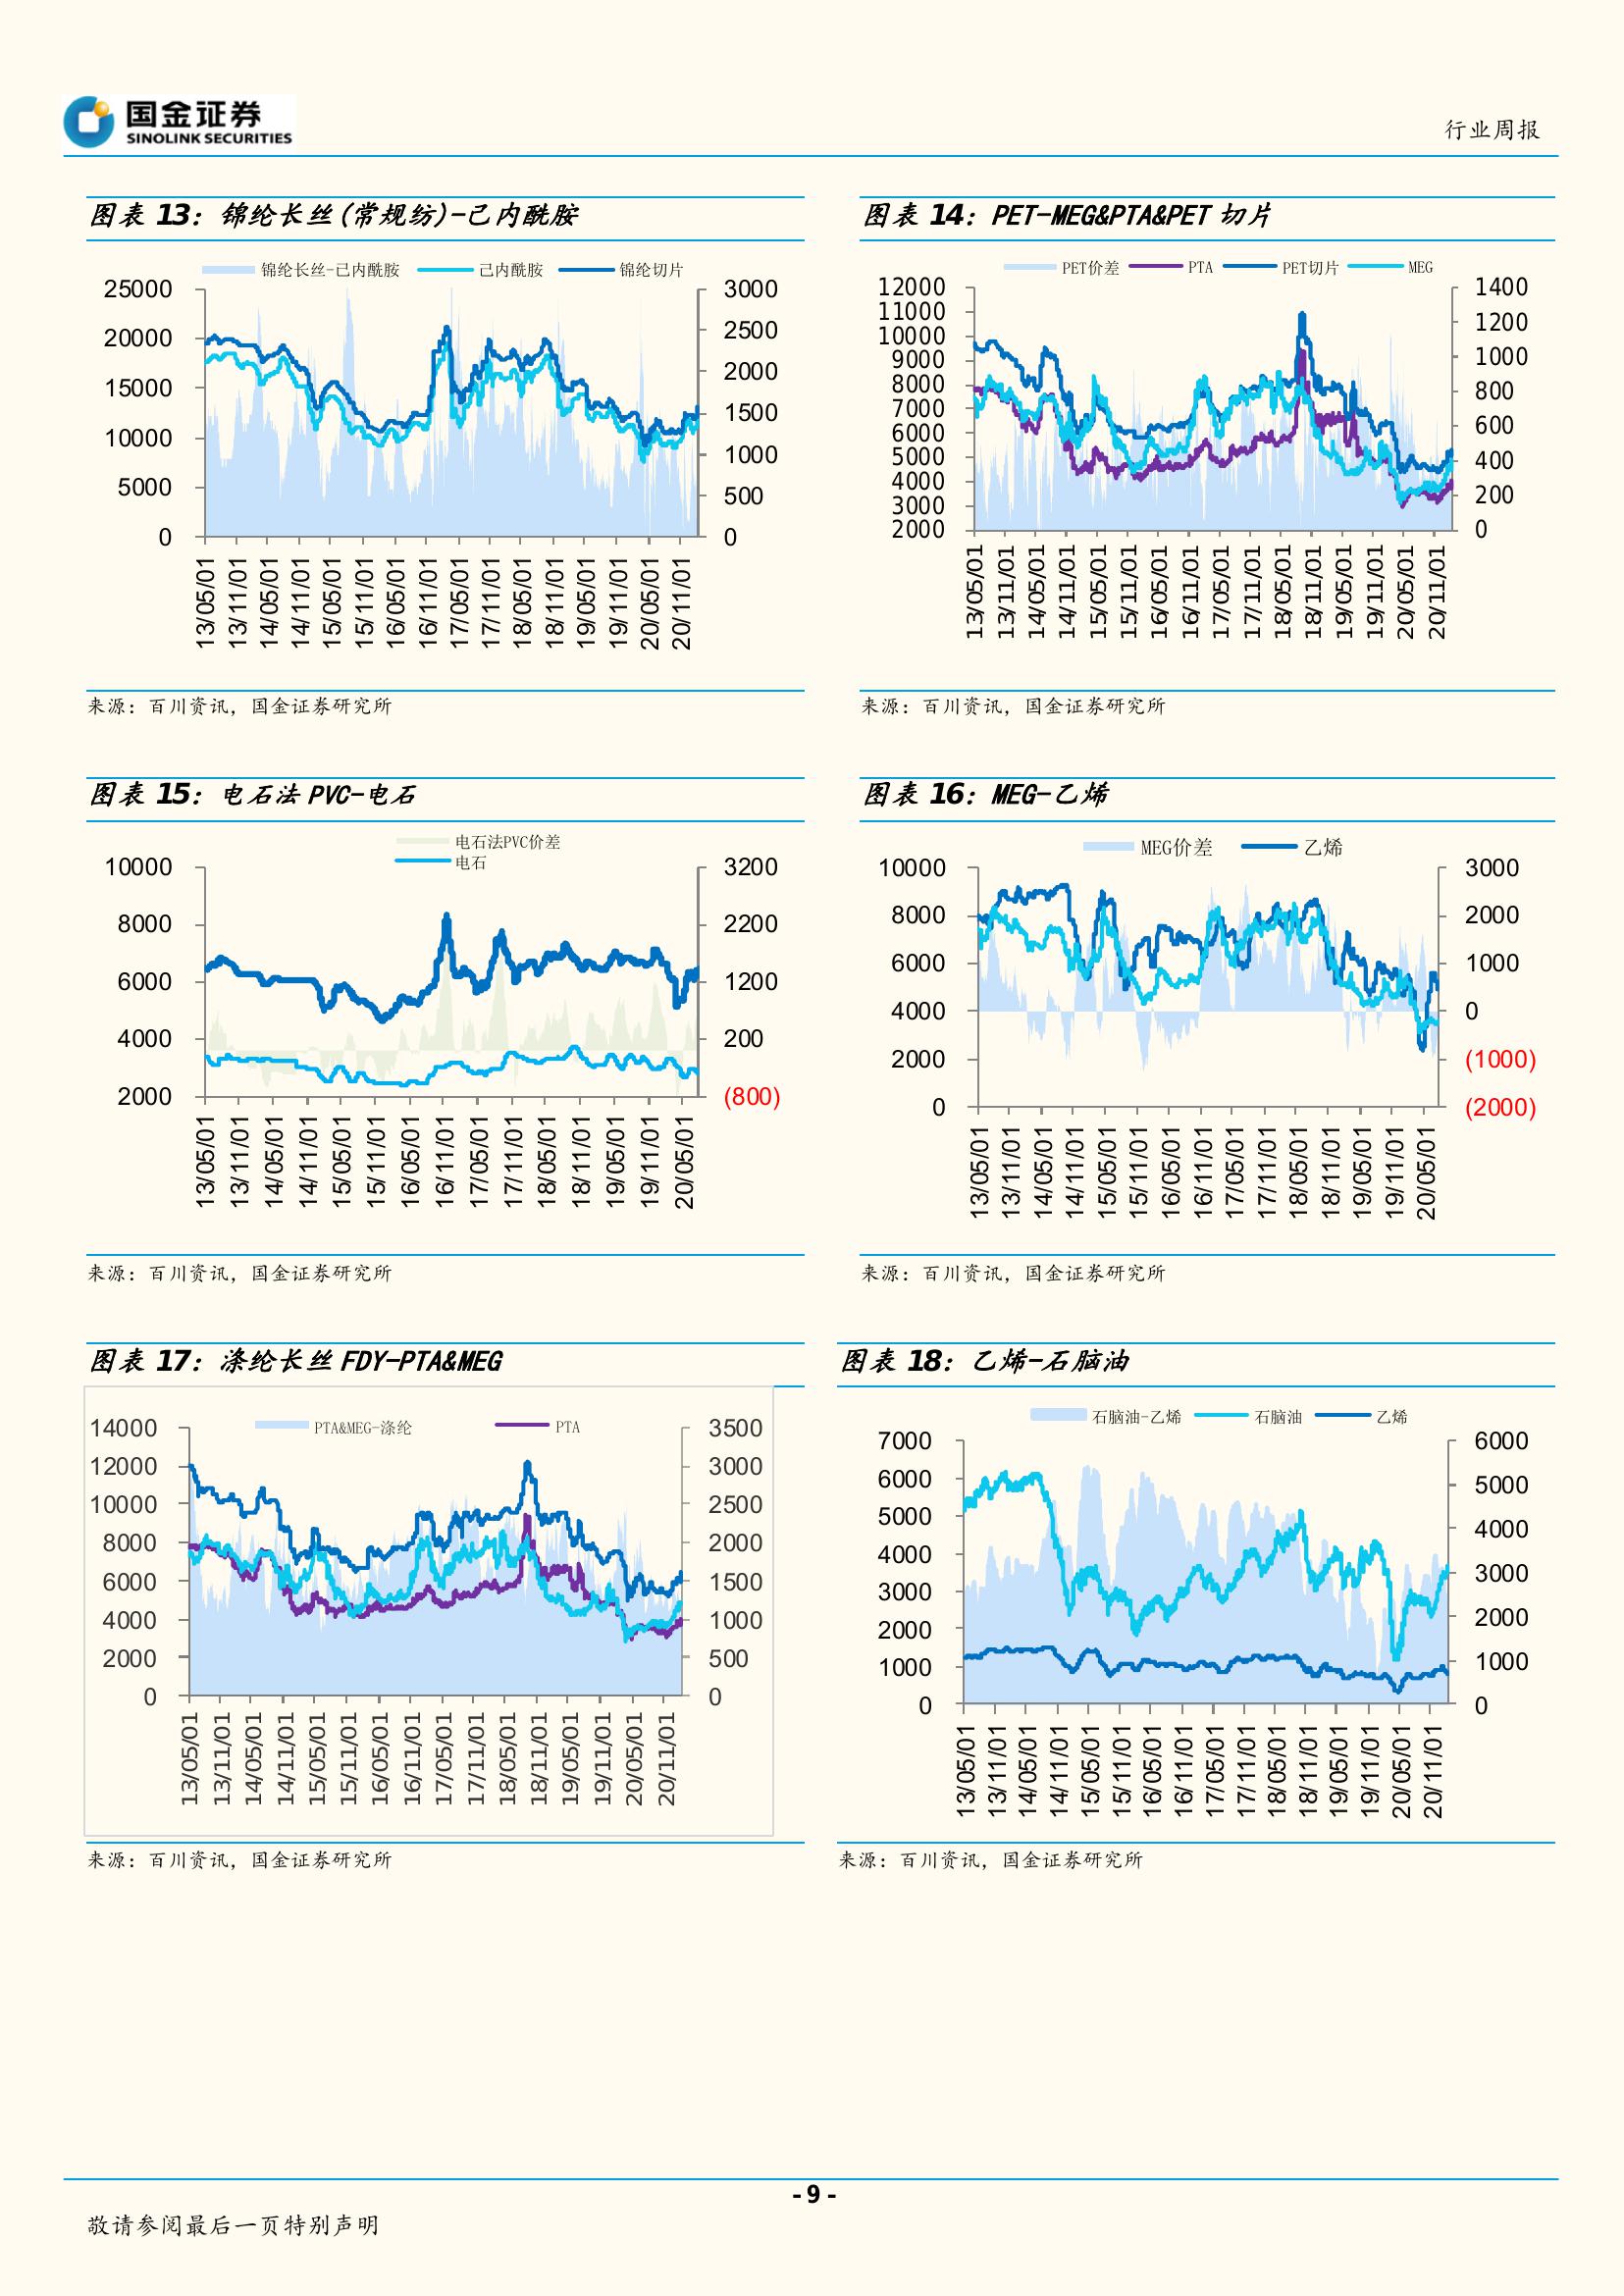 国金证券
SINOLINK SECURITIES
行业周报
图表 13：锦纶长丝(常规纺)-己内酰胺
锦纶长丝-己内酰胺 己内酰胺 锦纶切片
25000
20000
15000
10000
5000
0
3000
2500
2000
1500
1000
500
0
13/05/01 13/11/01 14/05/01 14/11/01 15/05/01 15/11/01 16/05/01 16/11/01 17/05/01 17/11/01 18/05/01 18/11/01 19/05/01 19/11/01 20/05/01 20/11/01
来源：百川资讯，国金证券研究所
图表 14：PET-MEG&PTA&PET 切片
PET价差 PTA PET切片 MEG
12000
11000
10000
9000
8000
7000
6000
5000
4000
3000
2000
1400
1200
1000
800
600
400
200
0
13/05/01 13/11/01 14/05/01 14/11/01 15/05/01 15/11/01 16/05/01 16/11/01 17/05/01 17/11/01 18/05/01 18/11/01 19/05/01 19/11/01 20/05/01 20/11/01
来源：百川资讯，国金证券研究所
图表 15：电石法 PVC-电石
电石法PVC价差
电石
10000
8000
6000
4000
2000
3200
2200
1200
200
(800)
13/05/01 13/11/01 14/05/01 14/11/01 15/05/01 15/11/01 16/05/01 16/11/01 17/05/01 17/11/01 18/05/01 18/11/01 19/05/01 19/11/01 20/05/01
来源：百川资讯，国金证券研究所
图表 16：MEG-乙烯
MEG价差 乙烯
10000
8000
6000
4000
2000
0
3000
2000
1000
0
(1000)
(2000)
13/05/01 13/11/01 14/05/01 14/11/01 15/05/01 15/11/01 16/05/01 16/11/01 17/05/01 17/11/01 18/05/01 18/11/01 19/05/01 19/11/01 20/05/01
来源：百川资讯，国金证券研究所
图表 17：涤纶长丝 FDY-PTA&MEG
PTA&MEG-涤纶 PTA
14000
12000
10000
8000
6000
4000
2000
0
3500
3000
2500
2000
1500
1000
500
0
13/05/01 13/11/01 14/05/01 14/11/01 15/05/01 15/11/01 16/05/01 16/11/01 17/05/01 17/11/01 18/05/01 18/11/01 19/05/01 19/11/01 20/05/01 20/11/01
来源：百川资讯，国金证券研究所
图表 18：乙烯-石脑油
石脑油-乙烯 石脑油 乙烯
7000
6000
5000
4000
3000
2000
1000
0
6000
5000
4000
3000
2000
1000
0
13/05/01 13/11/01 14/05/01 14/11/01 15/05/01 15/11/01 16/05/01 16/11/01 17/05/01 17/11/01 18/05/01 18/11/01 19/05/01 19/11/01 20/05/01 20/11/01
来源：百川资讯，国金证券研究所
- 9 -
敬请参阅最后一页特别声明